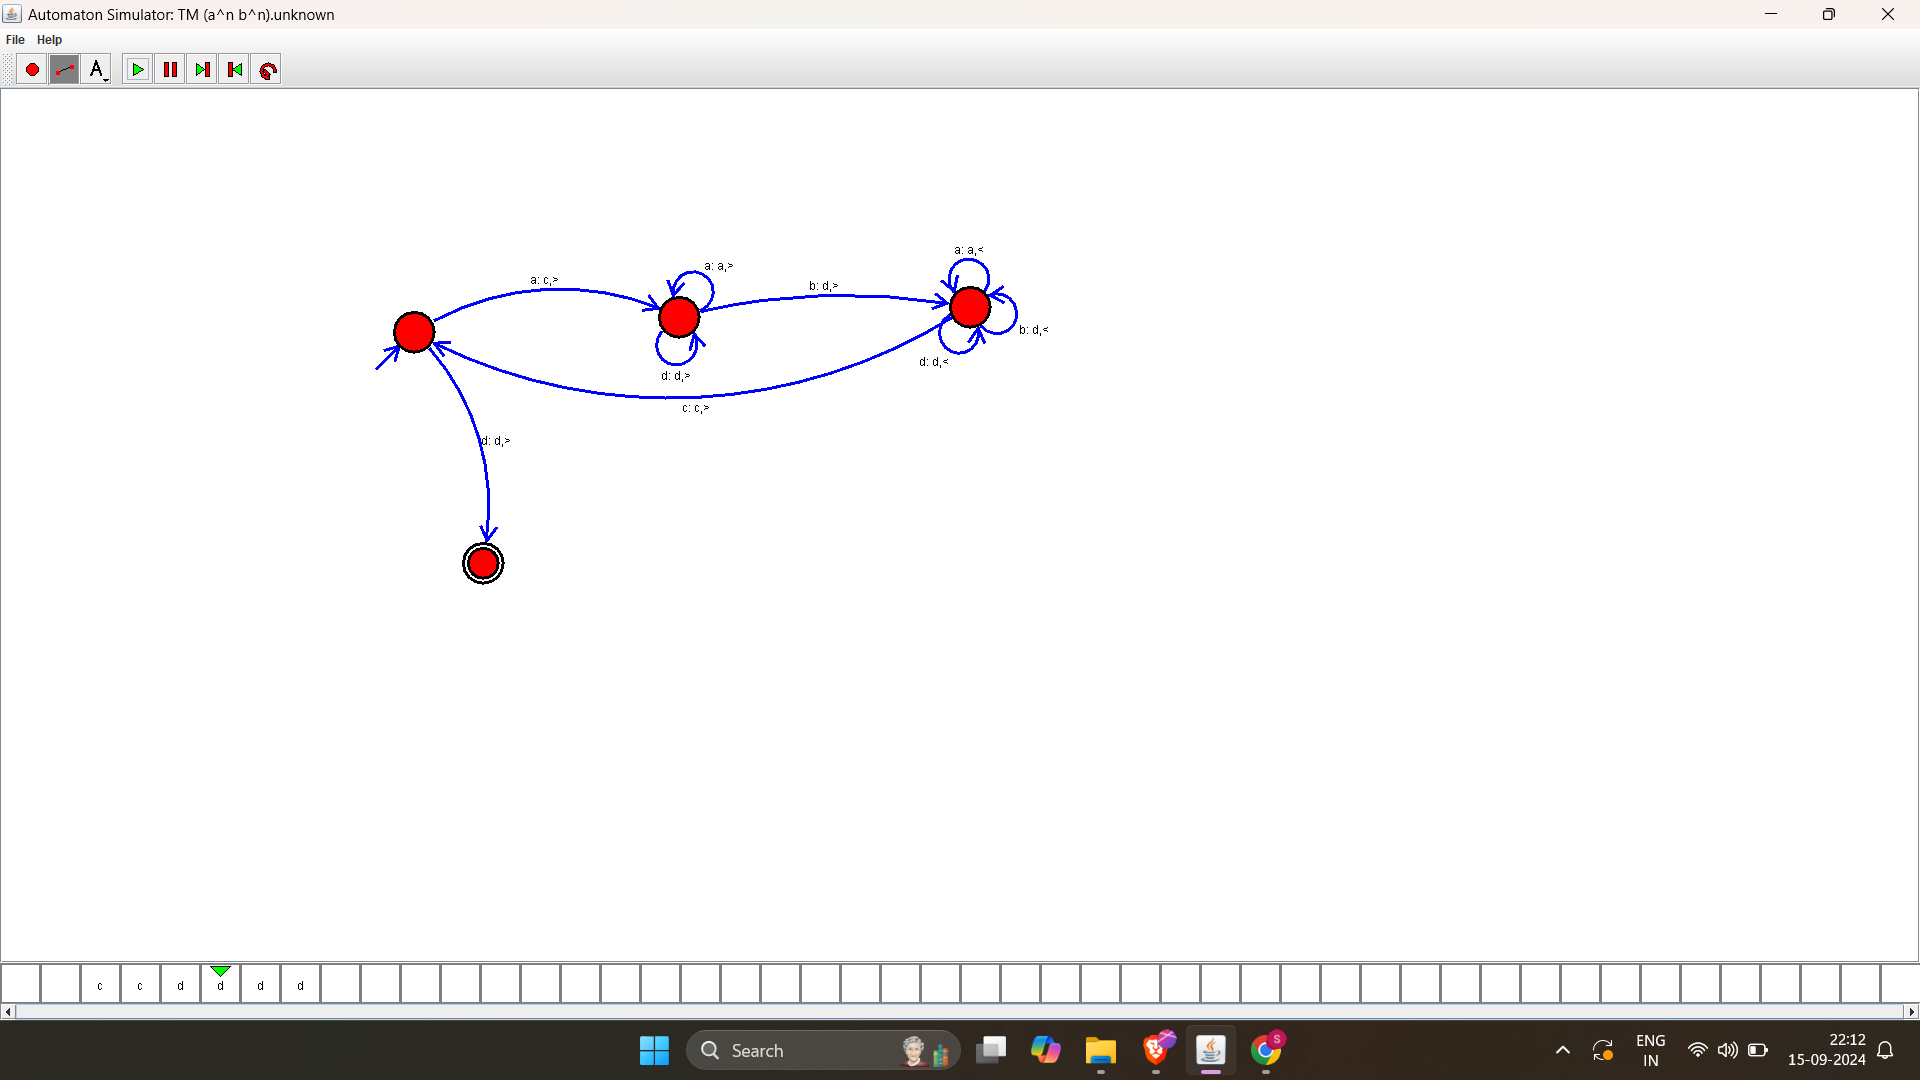 Automaton Simulator: TM (a^n b^n).unknown
File Help
A
a: a,<
a: a,>
a: c,>
b: d,>
b: d,<
d: d,<
d: d,>
c: c,>
d: d,>
c c d d d d
Search
ENG
IN
22:12
15-09-2024
S